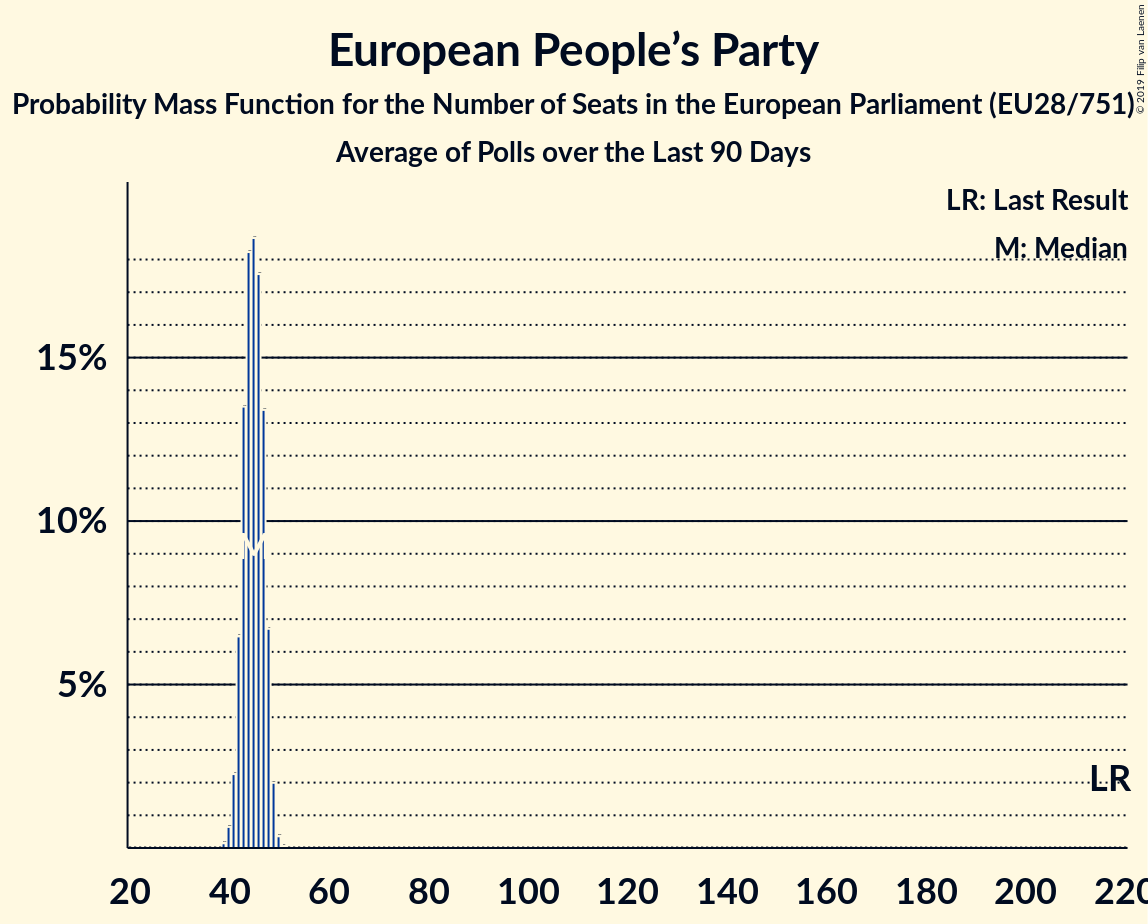 European People’s Party
Probability Mass Function for the Number of Seats in the European Parliament (EU28/751)
Average of Polls over the Last 90 Days
© 2019 Filip van Laenen
LR: Last Result
M: Median
15%
10%
5%
M
LR
20 40 60 80 100 120 140 160 180 200 220